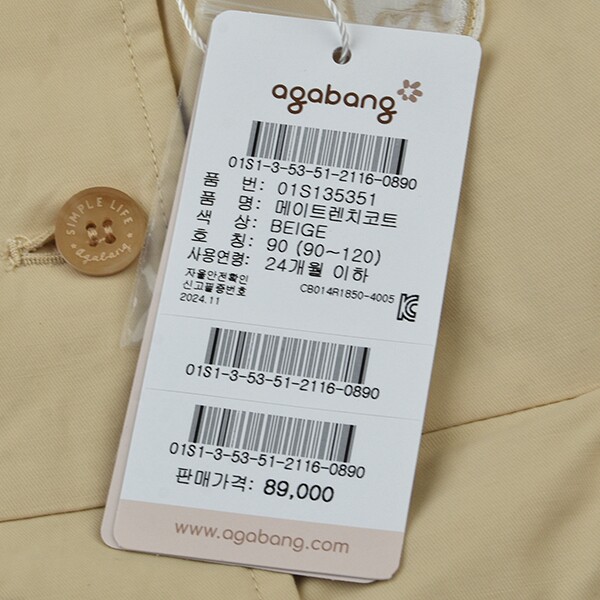 agabang
01S1-3-53-51-2116-0890
품 번: 01S135351
품 명: 메이트렌치코트
색 상: BEIGE
호 칭: 90 (90~120)
사용연령: 24개월 이하
자율안전확인
신고필증번호 CB014R1850-4005
2024.11
01S1-3-53-51-2116-0890
01S1-3-53-51-2116-0890
판매가격: 89,000
www.agabang.com
SIMPLE LIFE
agabang